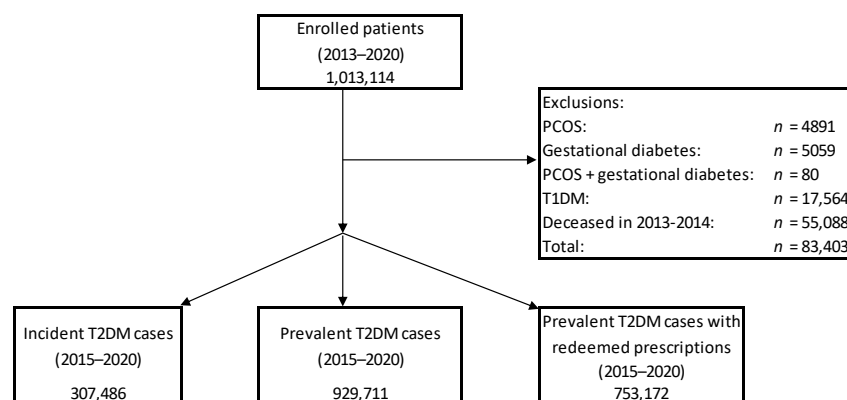 Enrolled patients
(2013–2020)
1,013,114
Exclusions:
PCOS: n = 4891
Gestational diabetes: n = 5059
PCOS + gestational diabetes: n = 80
T1DM: n = 17,564
Deceased in 2013-2014: n = 55,088
Total: n = 83,403
Incident T2DM cases
(2015–2020)
307,486
Prevalent T2DM cases
(2015–2020)
929,711
Prevalent T2DM cases with
redeemed prescriptions
(2015–2020)
753,172